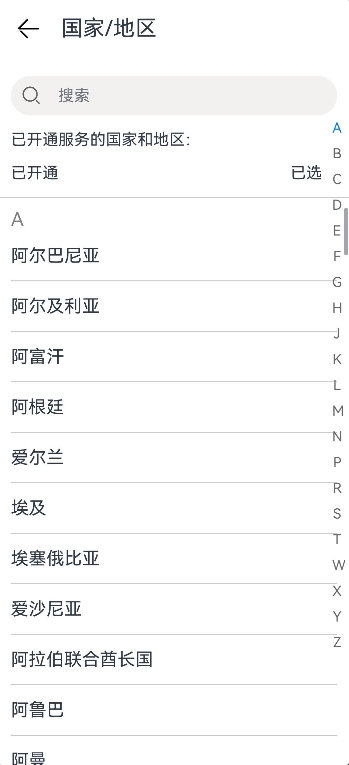 国家/地区
搜索
已开通服务的国家和地区:
已开通 已选
A
阿尔巴尼亚
阿尔及利亚
阿富汗
阿根廷
爱尔兰
埃及
埃塞俄比亚
爱沙尼亚
阿拉伯联合酋长国
阿鲁巴
阿曼
A
B
C
D
E
F
G
H
J
K
L
M
N
P
R
S
T
W
X
Y
Z